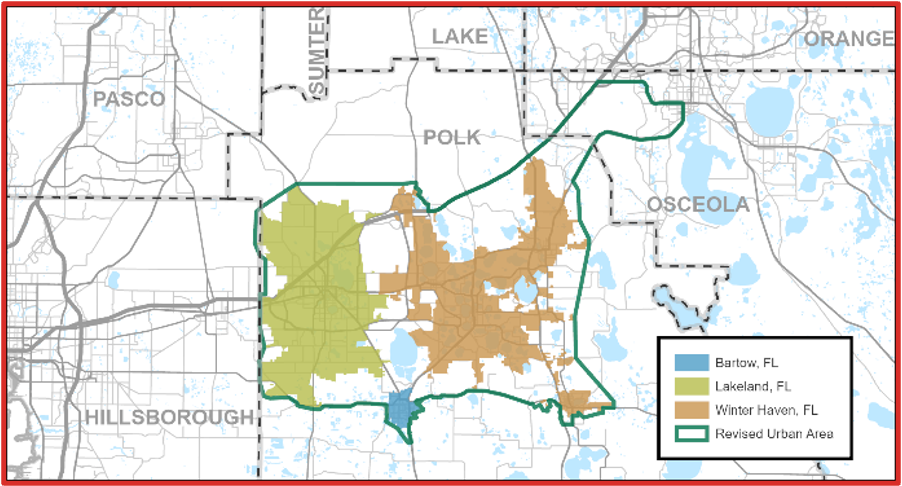 SUMTER
LAKE
ORANGE
PASCO
POLK
OSCEOLA
HILLSBOROUGH
Bartow, FL
Lakeland, FL
Winter Haven, FL
Revised Urban Area